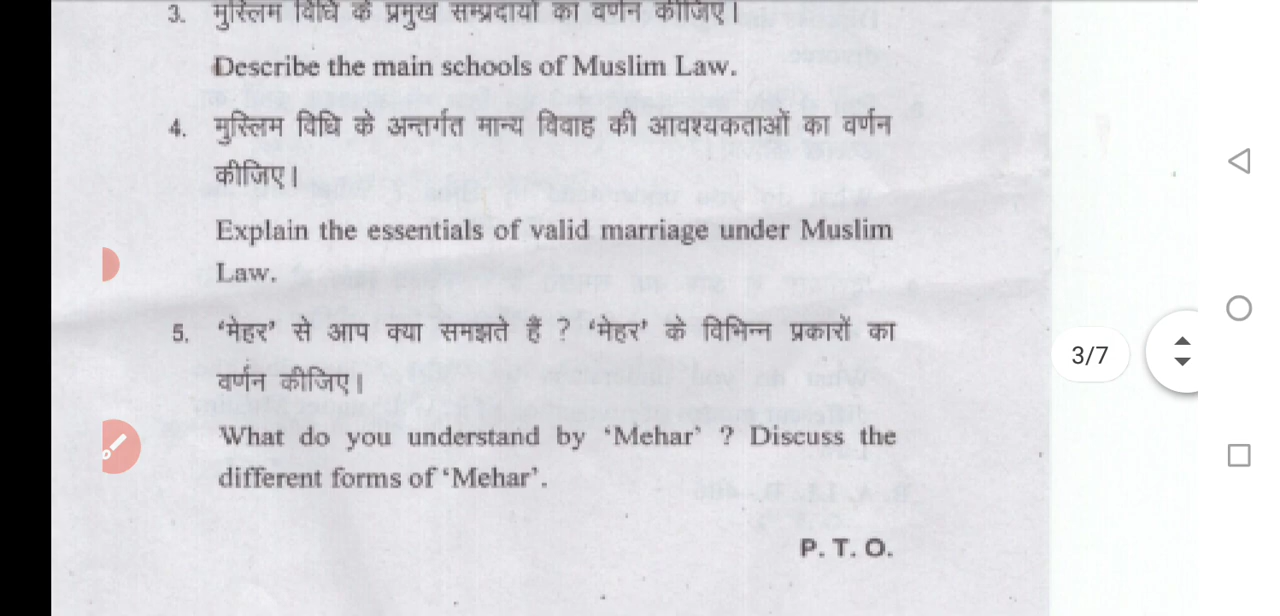 3. मुस्लिम विधि के प्रमुख सम्प्रदायों का वर्णन कीजिए।
Describe the main schools of Muslim Law.
4. मुस्लिम विधि के अन्तर्गत मान्य विवाह की आवश्यकताओं का वर्णन
कीजिए।
Explain the essentials of valid marriage under Muslim
Law.
5. ‘मेहर’ से आप क्या समझते हैं ? ‘मेहर’ के विभिन्न प्रकारों का
वर्णन कीजिए।
What do you understand by ‘Mehar’ ? Discuss the
different forms of ‘Mehar’.
P. T. O.
3/7